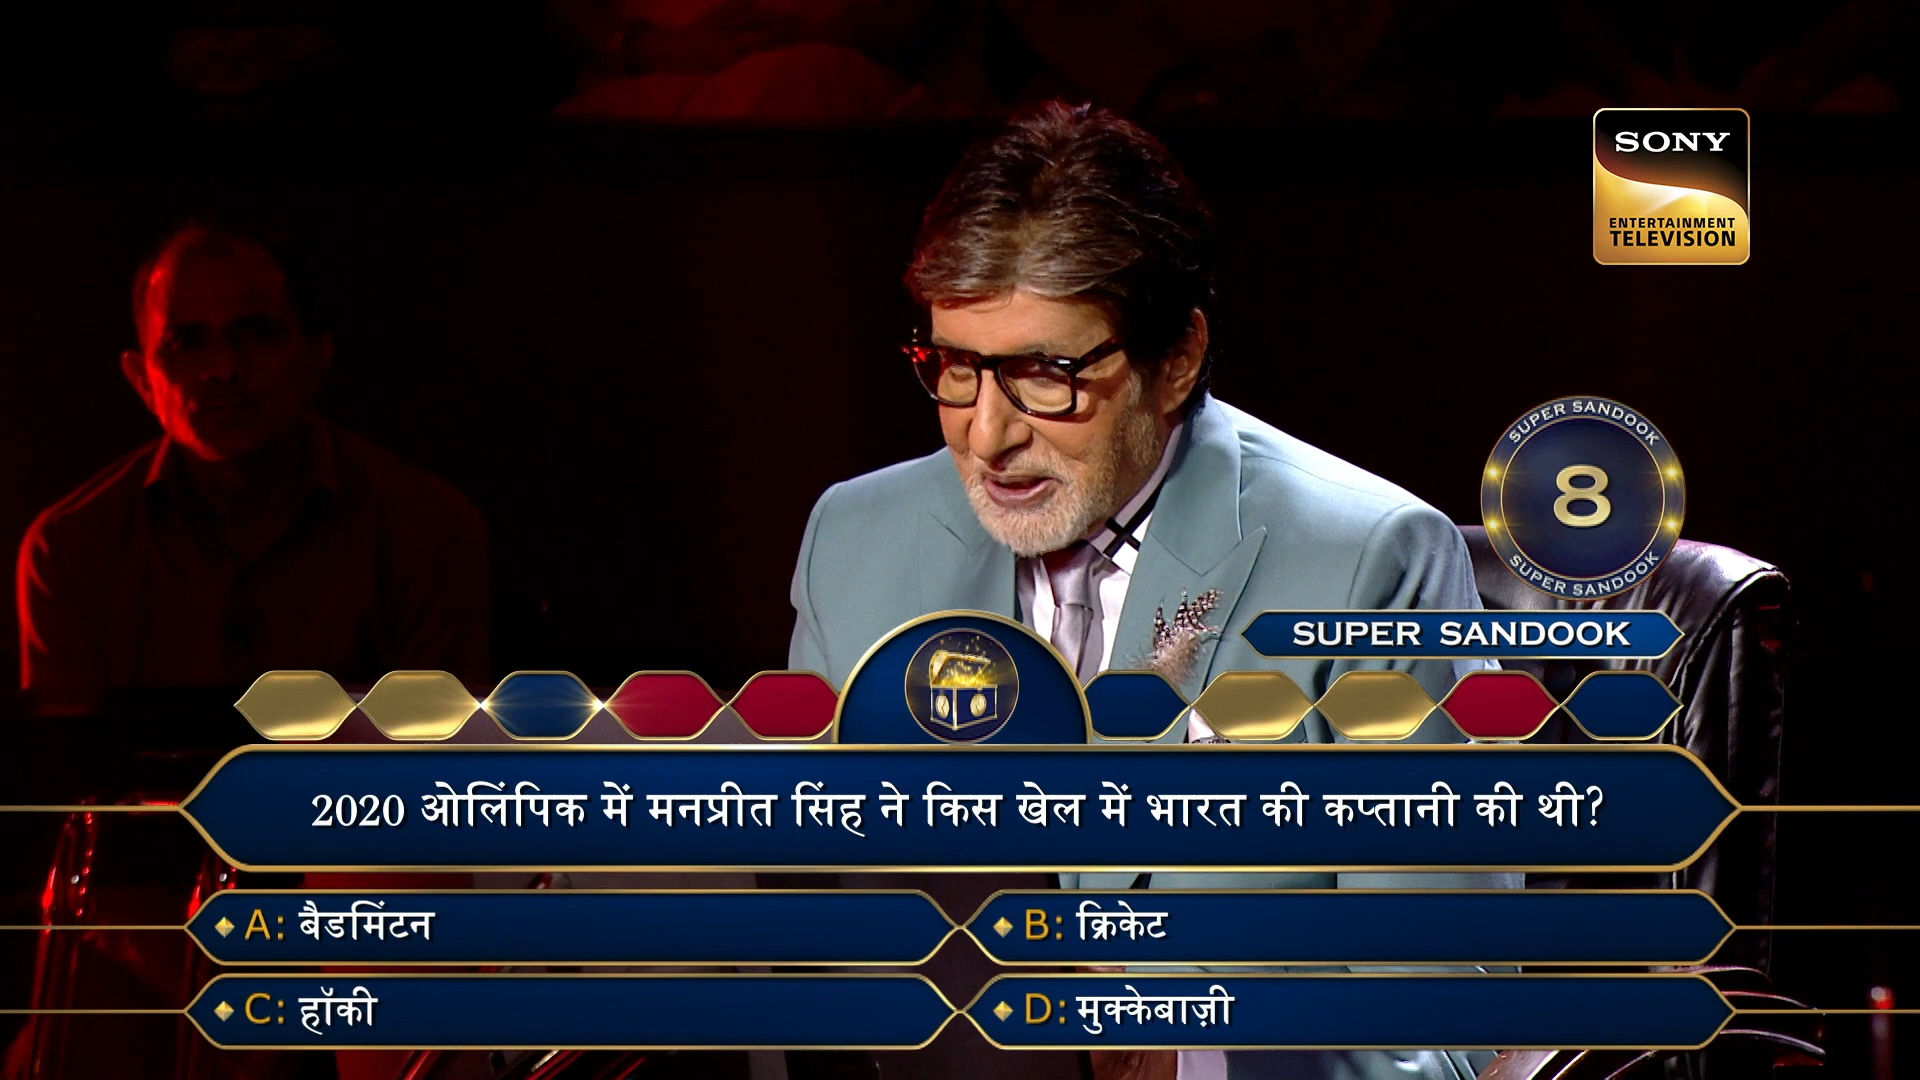 SONY
ENTERTAINMENT
TELEVISION
SUPER SANDOOK
8
SUPER SANDOOK
SUPER SANDOOK
2020 ओलिंपिक में मनप्रीत सिंह ने किस खेल में भारत की कप्तानी की थी?
A: बैडमिंटन
B: क्रिकेट
C: हॉकी
D: मुक्केबाज़ी